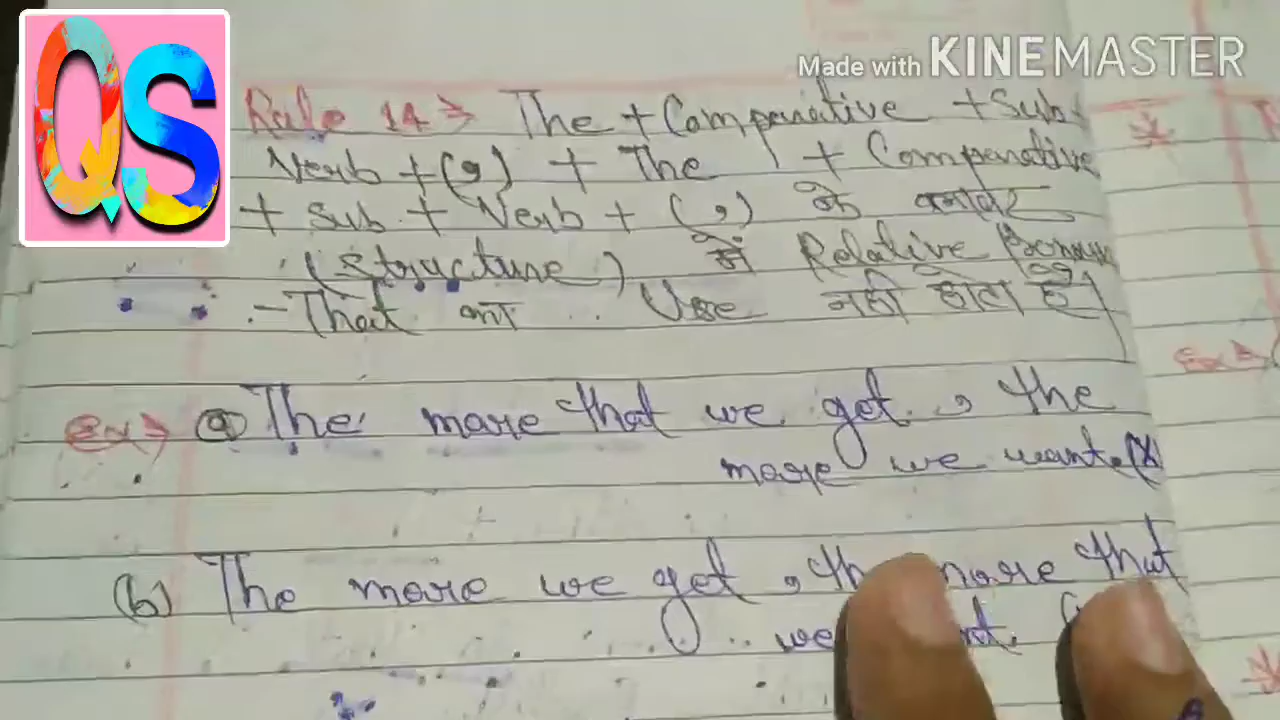 QS
Made with KINEMASTER
Rule 14 → The + Comparative + Sub +
Verb + (,) + The + Comparative
+ Sub + Verb + (,) के बनावट
(structure) में Relative Pronoun
- That का Use नहीं होता है।
Ex → (a) The more that we get, the
more we want. (X)
(b) The more we get, more that
we